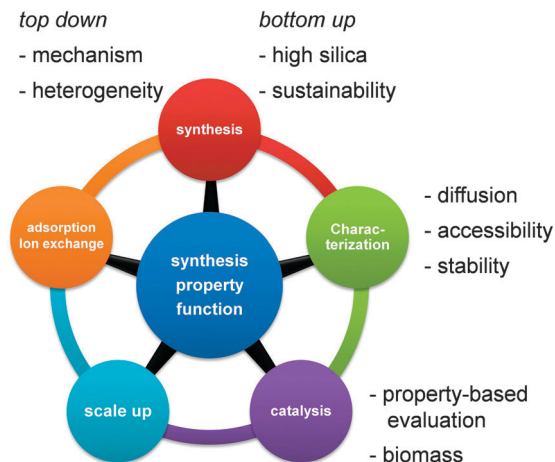 top down
- mechanism
- heterogeneity
bottom up
- high silica
- sustainability
synthesis
adsorption
Ion exchange
Charac-
terization
- diffusion
- accessibility
- stability
synthesis
property
function
scale up
catalysis
- property-based
evaluation
- biomass